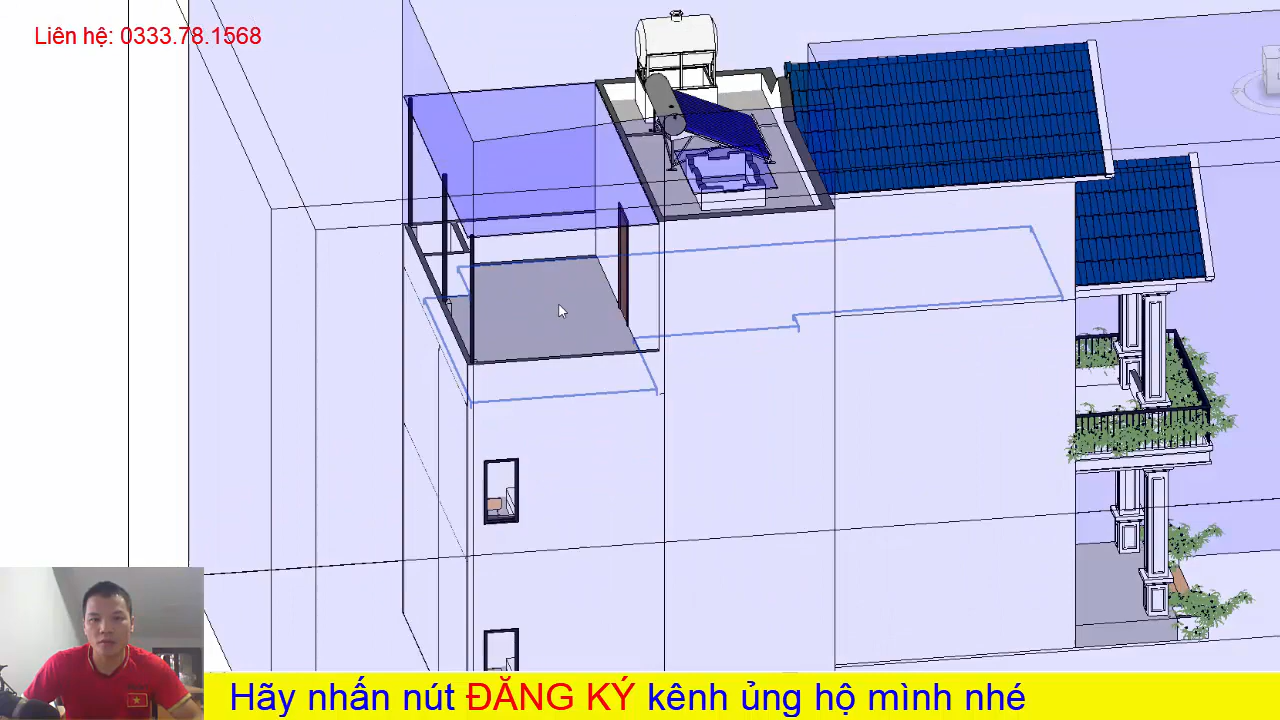 Liên hệ: 0333.78.1568
Hãy nhấn nút ĐĂNG KÝ kênh ủng hộ mình nhé